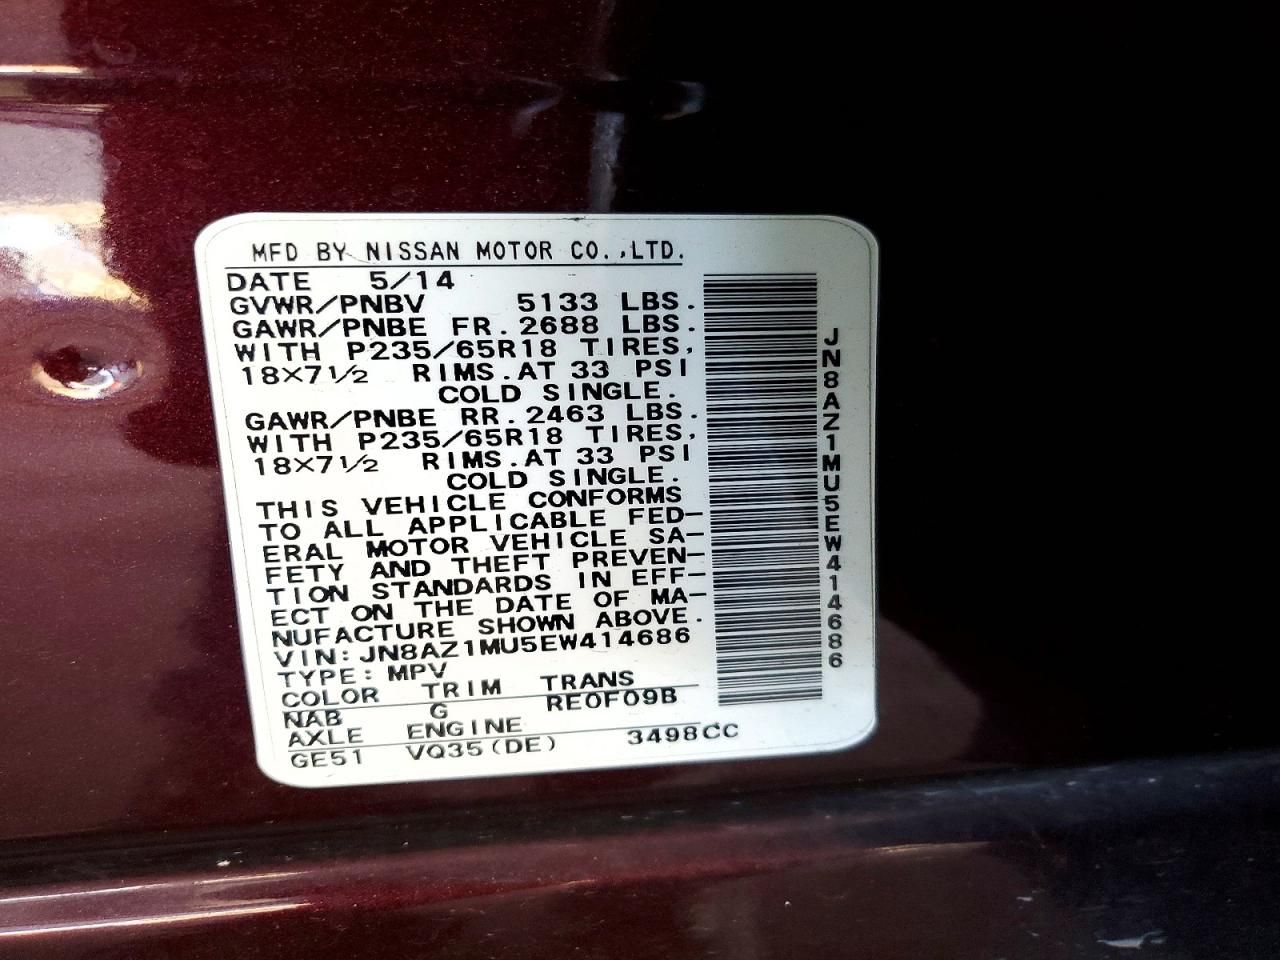 MFD BY NISSAN MOTOR CO.,LTD.
DATE 5/14
GVWR/PNBV 5133 LBS.
GAWR/PNBE FR. 2688 LBS.
WITH P235/65R18 TIRES,
18X7½ RIMS. AT 33 PSI
COLD SINGLE.
GAWR/PNBE RR. 2463 LBS.
WITH P235/65R18 TIRES,
18X7½ RIMS. AT 33 PSI
COLD SINGLE.
THIS VEHICLE CONFORMS
TO ALL APPLICABLE FED-
ERAL MOTOR VEHICLE SA-
FETY AND THEFT PREVEN-
TION STANDARDS IN EFF-
ECT ON THE DATE OF MA-
NUFACTURE SHOWN ABOVE.
VIN: JN8AZ1MU5EW414686
TYPE: MPV
COLOR TRIM TRANS
NAB G RE0F09B
AXLE ENGINE
GE51 VQ35(DE) 3498CC
JN8AZ1MU5EW414686